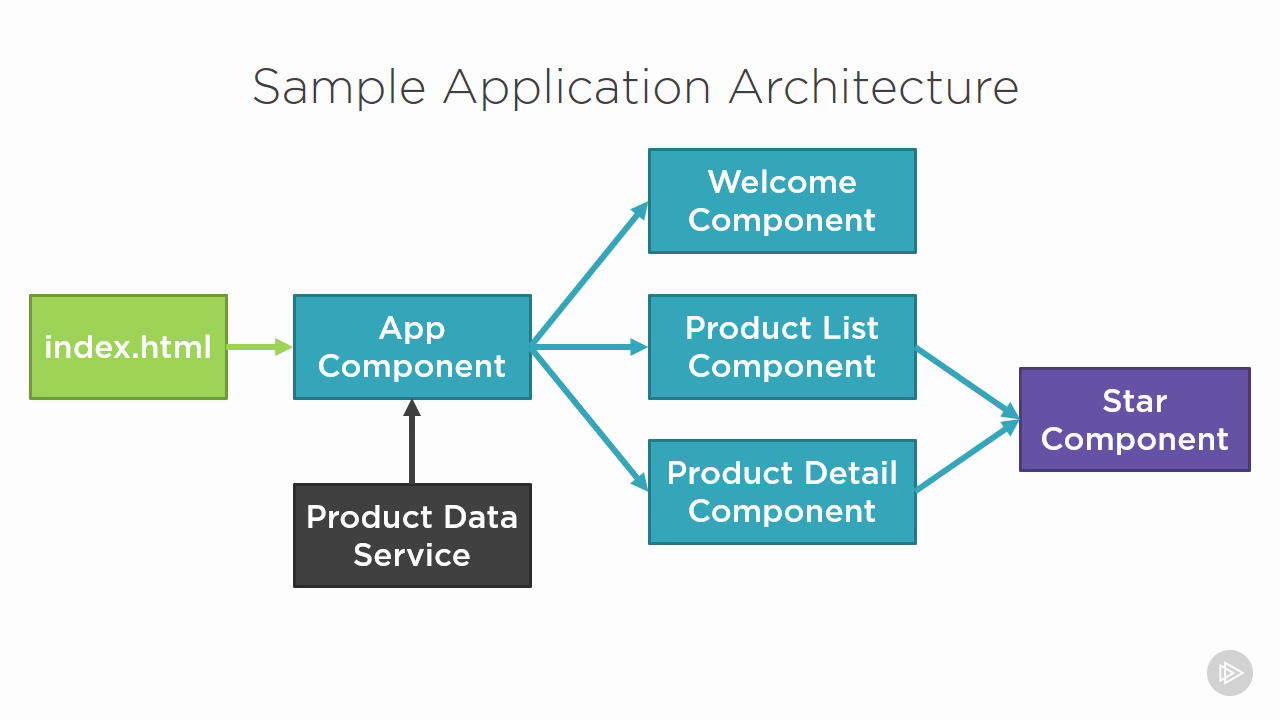 Sample Application Architecture
Welcome
Component
index.html
App
Component
Product List
Component
Star
Component
Product Data
Service
Product Detail
Component